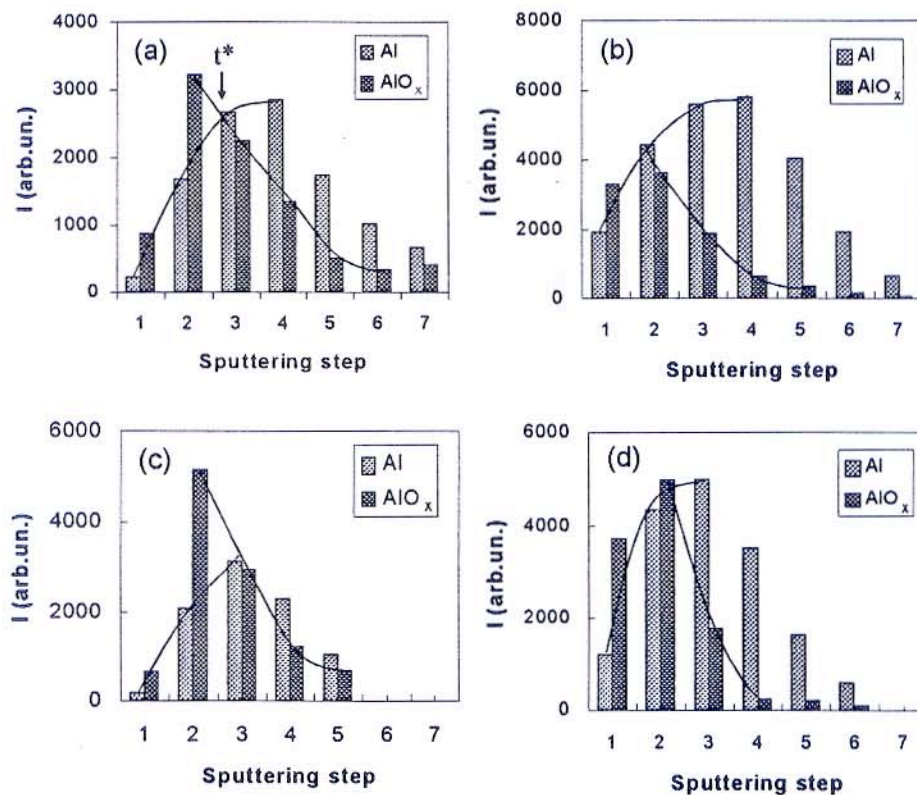 (a)
t*
Al
AlOx
4000
3000
2000
1000
0
I (arb.un.)
1 2 3 4 5 6 7
Sputtering step
(b)
Al
AlOx
8000
6000
4000
2000
0
I (arb.un.)
1 2 3 4 5 6 7
Sputtering step
(c)
Al
AlOx
6000
4000
2000
0
I (arb.un.)
1 2 3 4 5 6 7
Sputtering step
(d)
Al
AlOx
6000
4000
2000
0
I (arb.un.)
1 2 3 4 5 6 7
Sputtering step